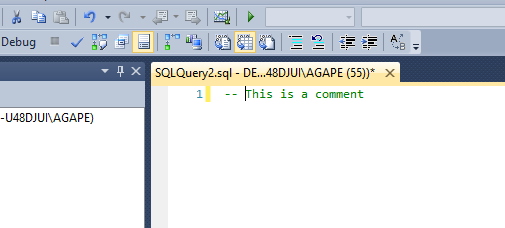 Debug
SQLQuery2.sql - DE...48DJUI\AGAPE (55))*
-U48DJUI\AGAPE)
1 -- This is a comment